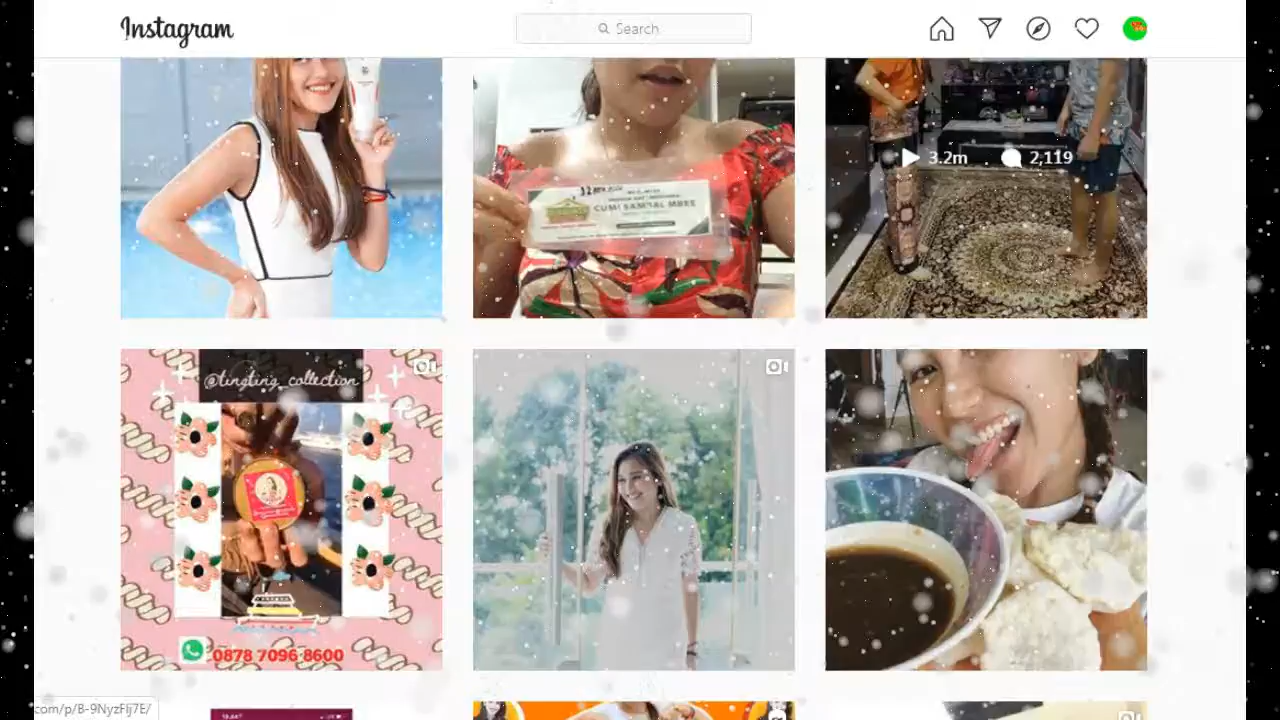 Instagram
Search
3.2m 2,119
CUMI SAMBAL MBEE
@tingting_collection
0878 7096 8600
com/p/B-9NyzFIj7E/